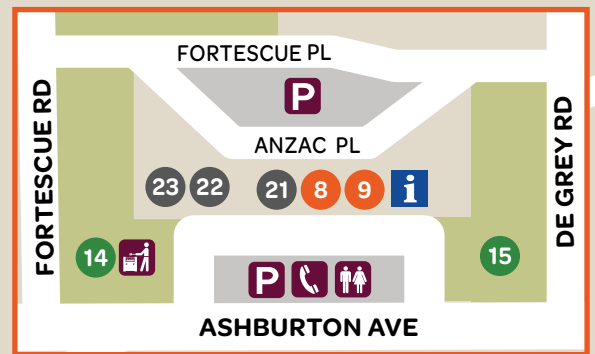 FORTESCUE PL
P
FORTESCUE RD
DE GREY RD
ANZAC PL
23 22 21 8 9 i
14
15
P
ASHBURTON AVE